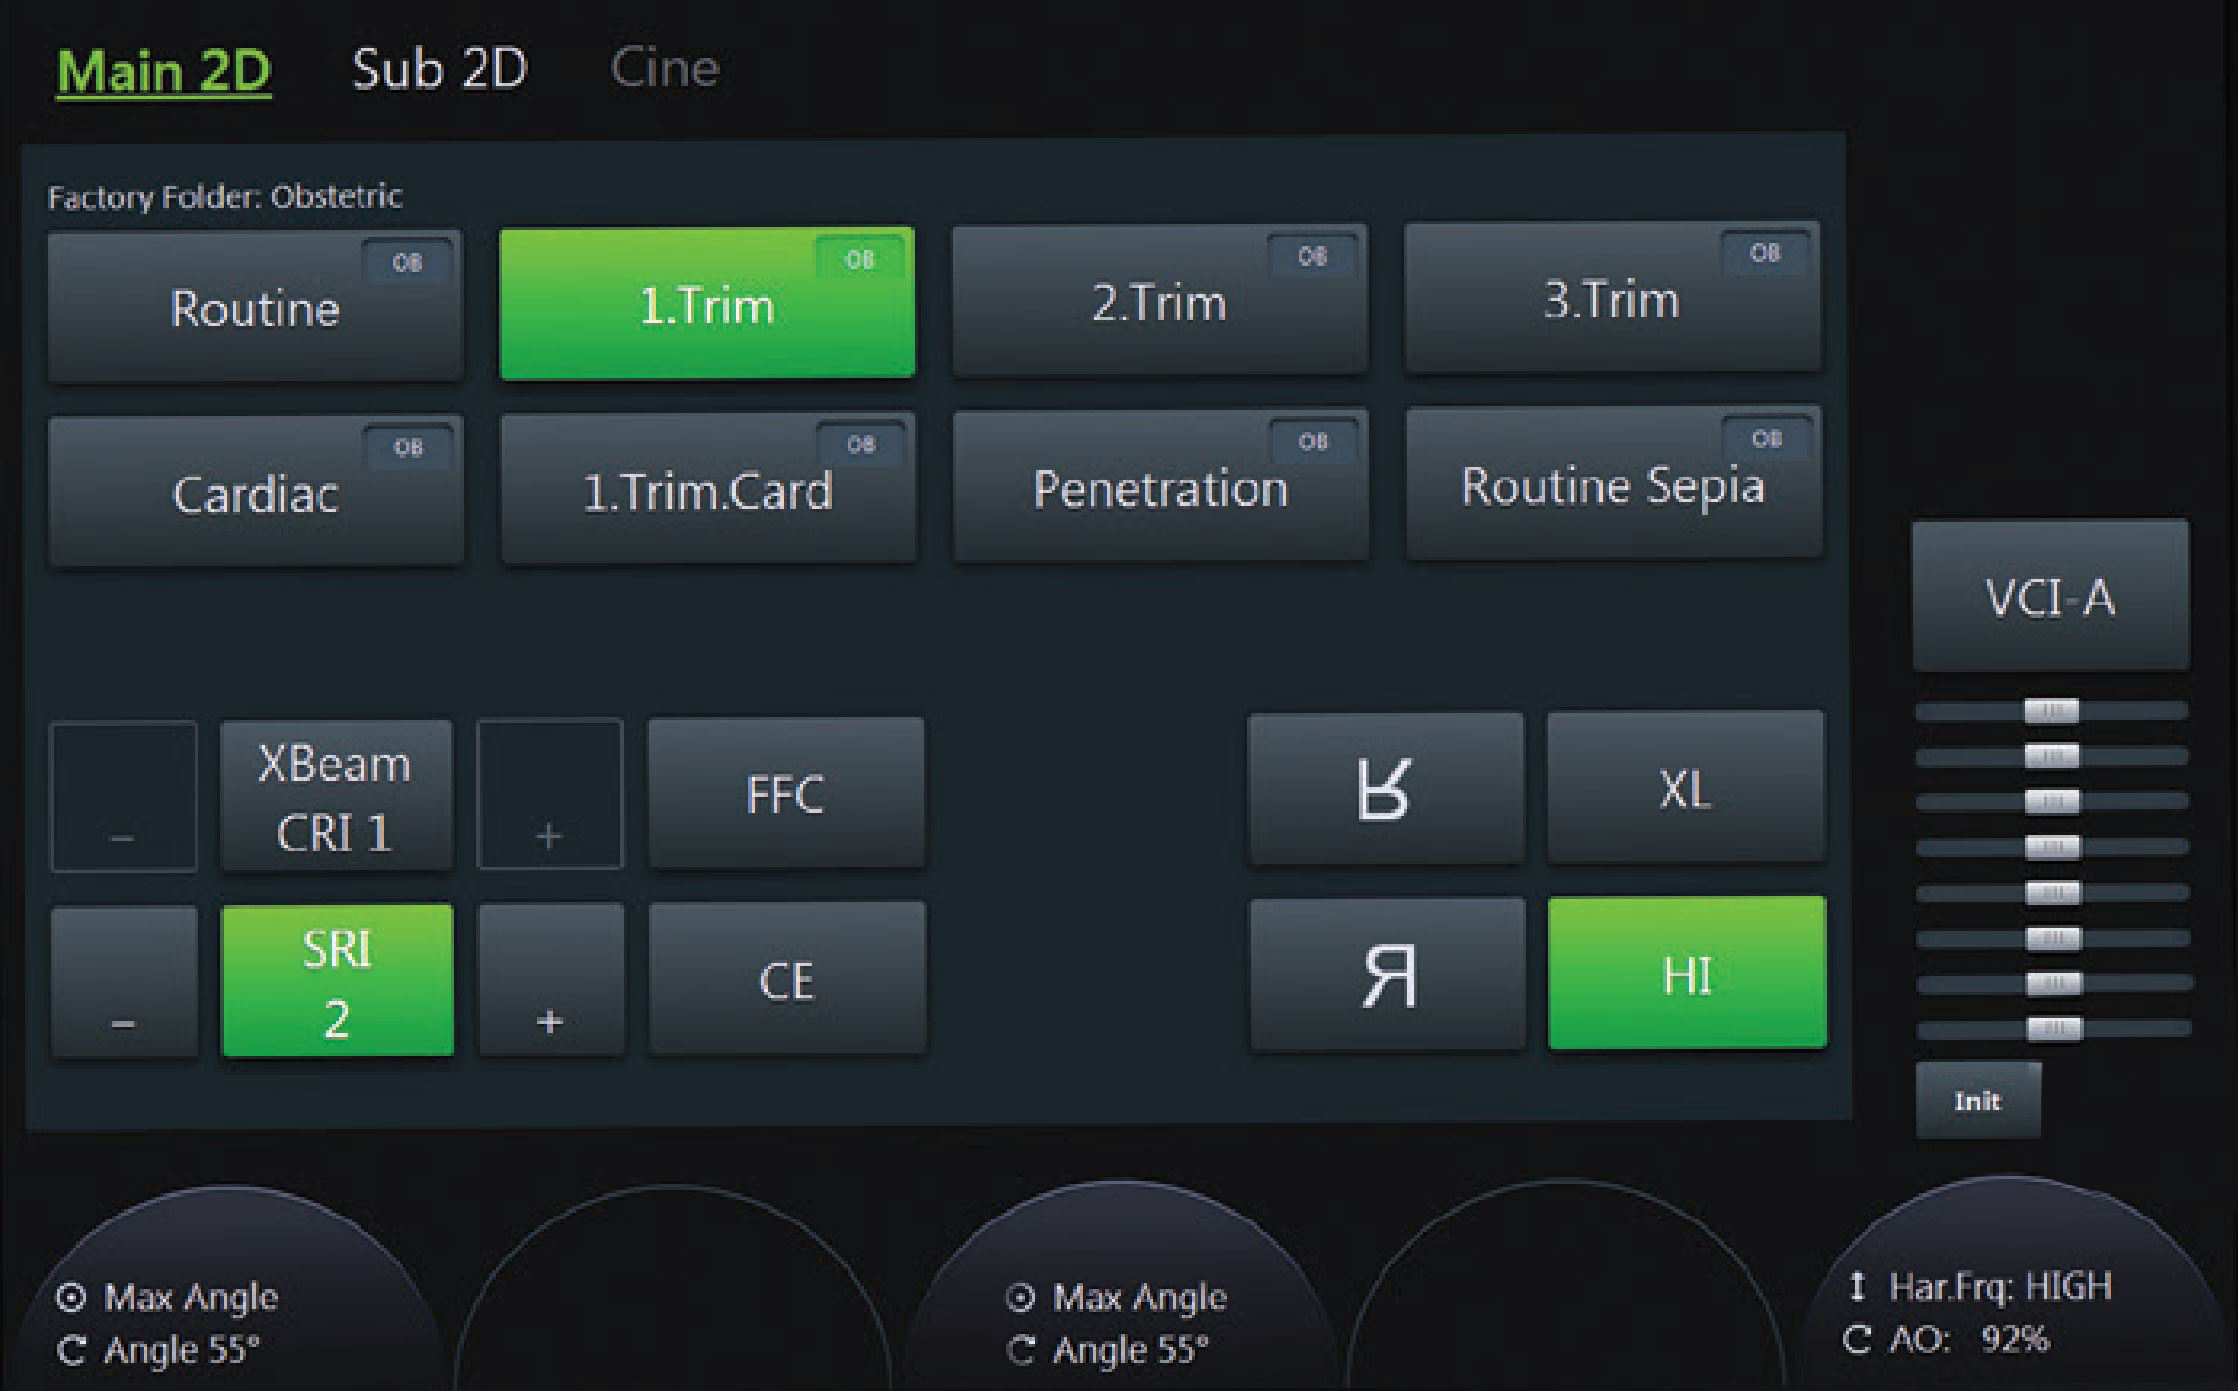 Main 2D Sub 2D Cine
Factory Folder: Obstetric
OB OB OB OB
Routine 1.Trim 2.Trim 3.Trim
OB OB OB OB
Cardiac 1.Trim.Card Penetration Routine Sepia
VCI-A
XBeam
CRI 1
- + FFC R XL
SRI
2
- + CE Я HI
Init
Max Angle
Angle 55°
Max Angle
Angle 55°
Har.Frq: HIGH
AO: 92%